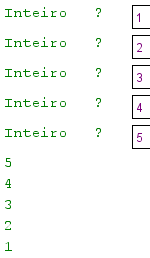 Inteiro ? 1
Inteiro ? 2
Inteiro ? 3
Inteiro ? 4
Inteiro ? 5
5
4
3
2
1